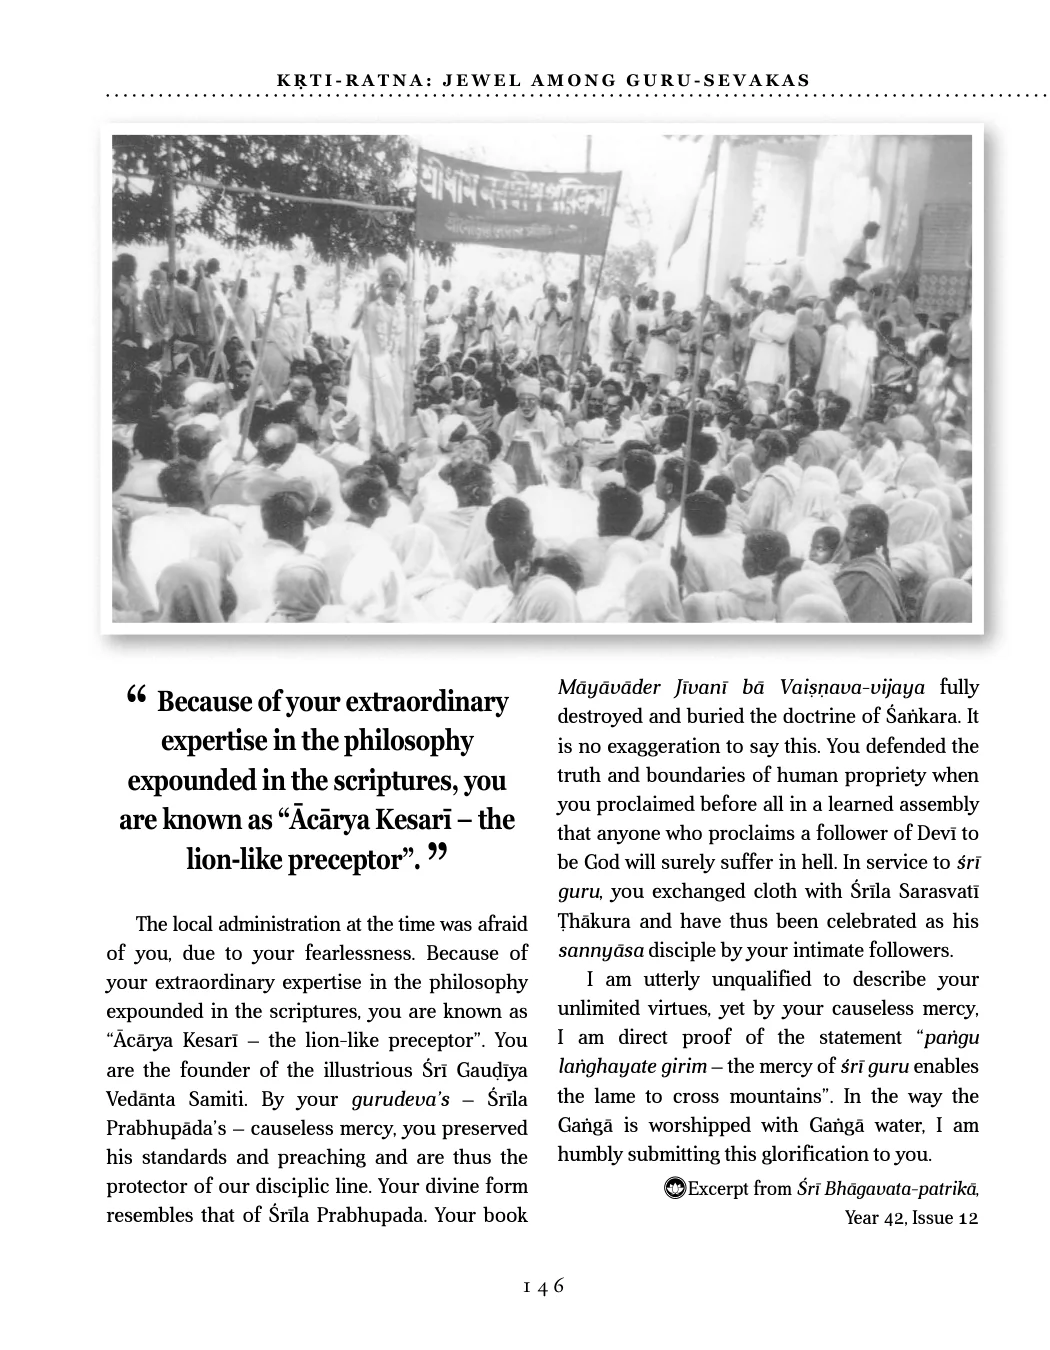 KṚTI-RATNA: JEWEL AMONG GURU-SEVAKAS
“ Because of your extraordinary
expertise in the philosophy
expounded in the scriptures, you
are known as “Ācārya Kesarī – the
lion-like preceptor”. ”
The local administration at the time was afraid
of you, due to your fearlessness. Because of
your extraordinary expertise in the philosophy
expounded in the scriptures, you are known as
“Ācārya Kesarī – the lion-like preceptor”. You
are the founder of the illustrious Śrī Gauḍīya
Vedānta Samiti. By your gurudeva’s – Śrīla
Prabhupāda’s – causeless mercy, you preserved
his standards and preaching and are thus the
protector of our disciplic line. Your divine form
resembles that of Śrīla Prabhupada. Your book
Māyāvāder Jīvanī bā Vaiṣṇava-vijaya fully
destroyed and buried the doctrine of Śaṅkara. It
is no exaggeration to say this. You defended the
truth and boundaries of human propriety when
you proclaimed before all in a learned assembly
that anyone who proclaims a follower of Devī to
be God will surely suffer in hell. In service to śrī
guru, you exchanged cloth with Śrīla Sarasvatī
Ṭhākura and have thus been celebrated as his
sannyāsa disciple by your intimate followers.
I am utterly unqualified to describe your
unlimited virtues, yet by your causeless mercy,
I am direct proof of the statement “paṅgu
laṅghayate girim – the mercy of śrī guru enables
the lame to cross mountains”. In the way the
Gaṅgā is worshipped with Gaṅgā water, I am
humbly submitting this glorification to you.
Excerpt from Śrī Bhāgavata-patrikā,
Year 42, Issue 12
146